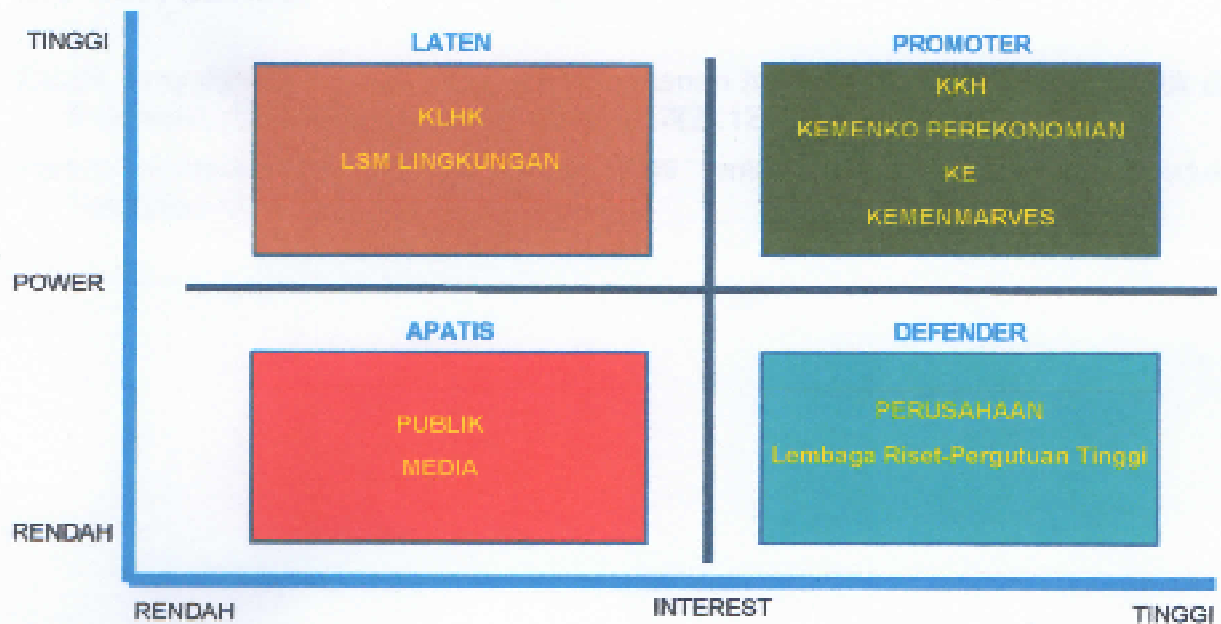 TINGGI
LATEN
PROMOTER
KLHK
LSM LINGKUNGAN
KKH
KEMENKO PEREKONOMIAN
KE
KEMENMARVES
POWER
APATIS
DEFENDER
PUBLIK
MEDIA
PERUSAHAAN
Lembaga Riset-Pergutuan Tinggi
RENDAH
RENDAH
INTEREST
TINGGI